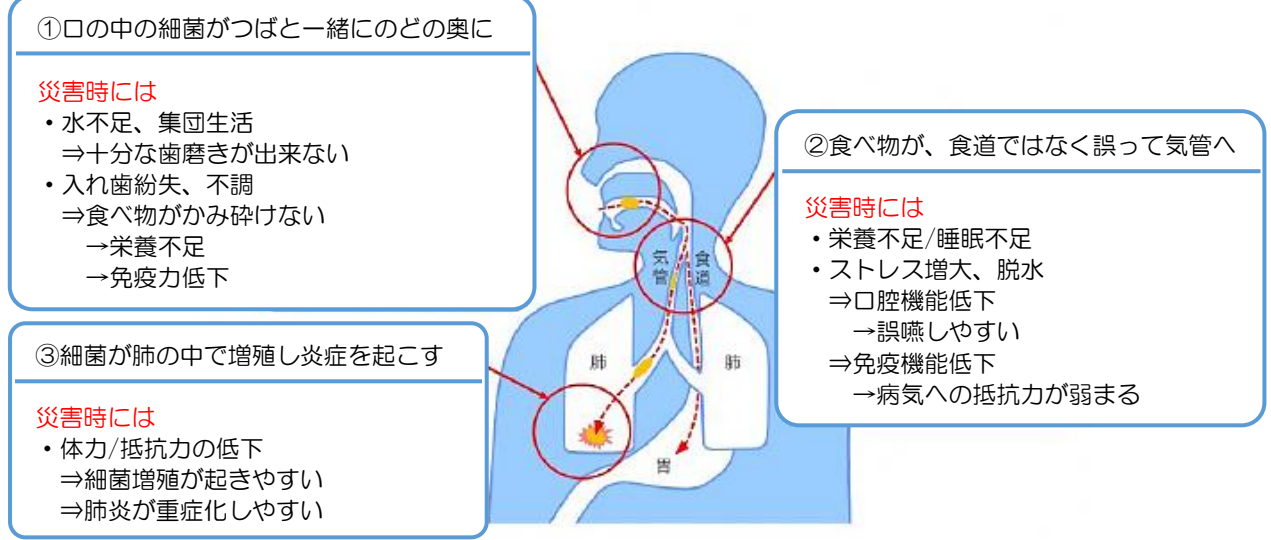 ①口の中の細菌がつばと一緒にのどの奥に
災害時には
・水不足、集団生活
⇒十分な歯磨きが出来ない
・入れ歯紛失、不調
⇒食べ物がかみ砕けない
→栄養不足
→免疫力低下
②食べ物が、食道ではなく誤って気管へ
災害時には
・栄養不足/睡眠不足
・ストレス増大、脱水
⇒口腔機能低下
→誤嚥しやすい
⇒免疫機能低下
→病気への抵抗力が弱まる
③細菌が肺の中で増殖し炎症を起こす
災害時には
・体力/抵抗力の低下
⇒細菌増殖が起きやすい
⇒肺炎が重症化しやすい
気管
食道
肺
肺
胃